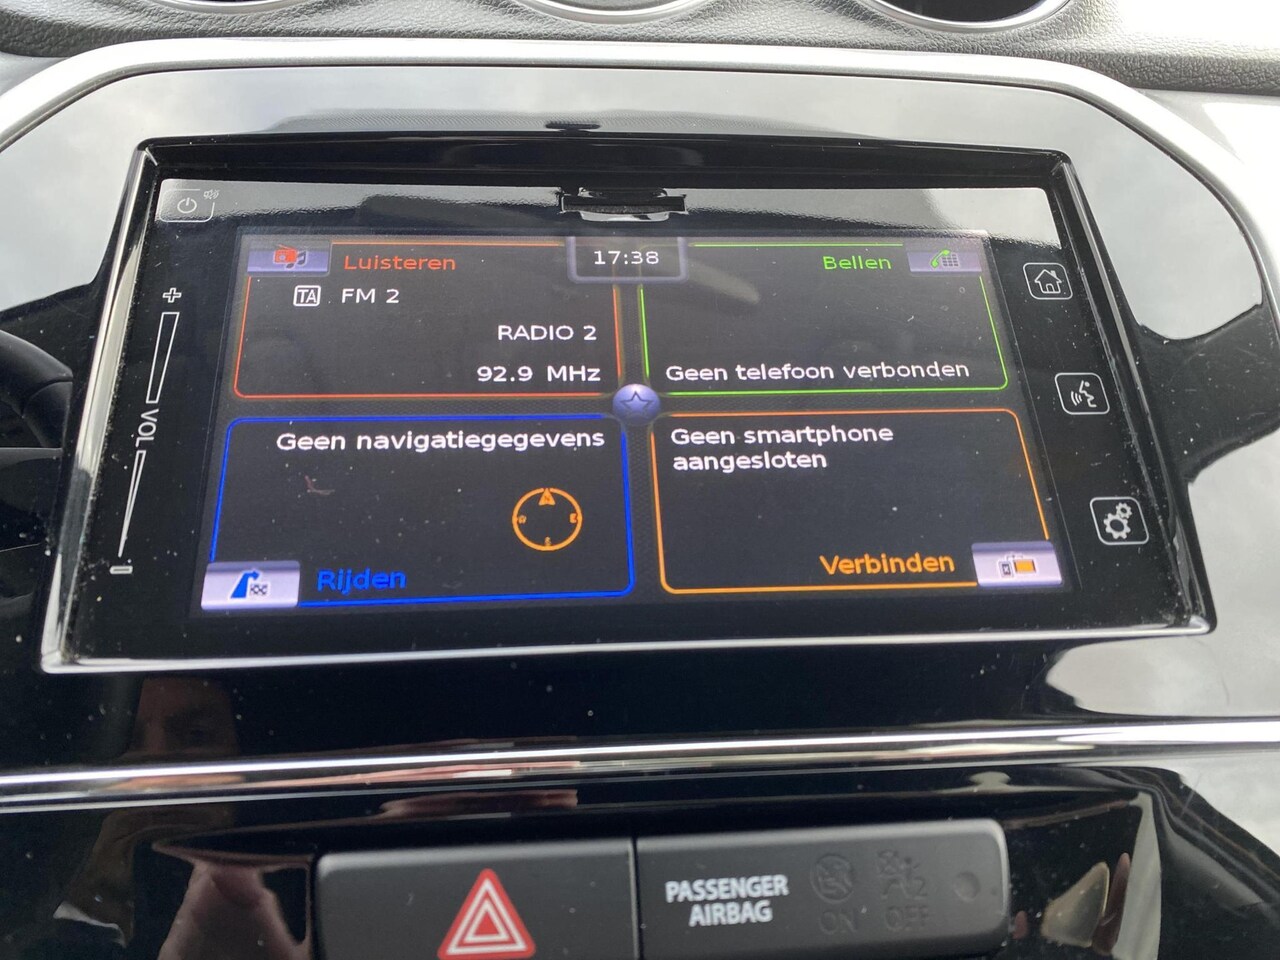 17:38
Luisteren
TA FM 2
RADIO 2
92.9 MHz
Bellen
Geen telefoon verbonden
Geen navigatiegegevens
Rijden
Geen smartphone
aangesloten
Verbinden
+
VOL
-
PASSENGER
AIRBAG
ON OFF